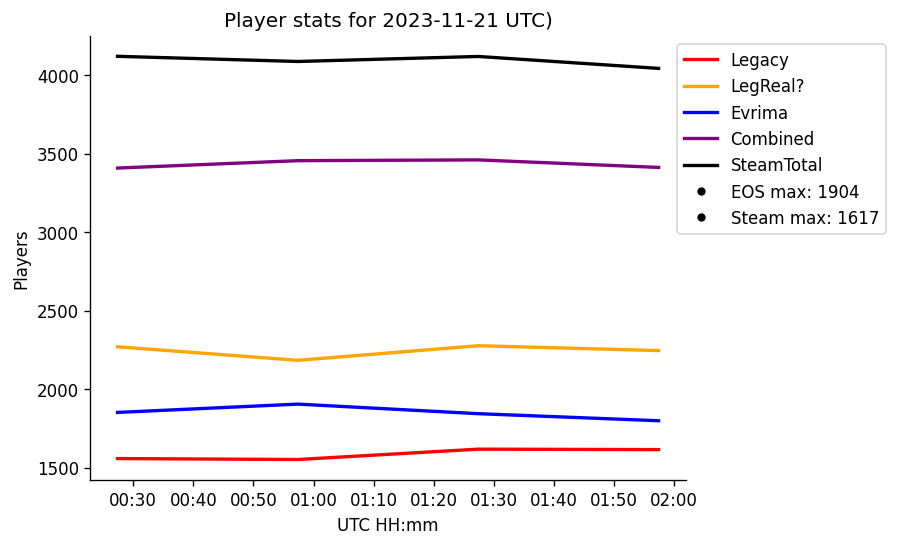 Player stats for 2023-11-21 UTC)
Players
4000
3500
3000
2500
2000
1500
00:30 00:40 00:50 01:00 01:10 01:20 01:30 01:40 01:50 02:00
UTC HH:mm
Legacy
LegReal?
Evrima
Combined
SteamTotal
EOS max: 1904
Steam max: 1617